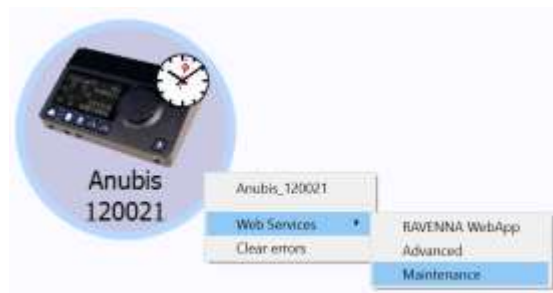 Anubis
120021
Anubis_120021
Web Services
Clear errors
RAVENNA WebApp
Advanced
Maintenance